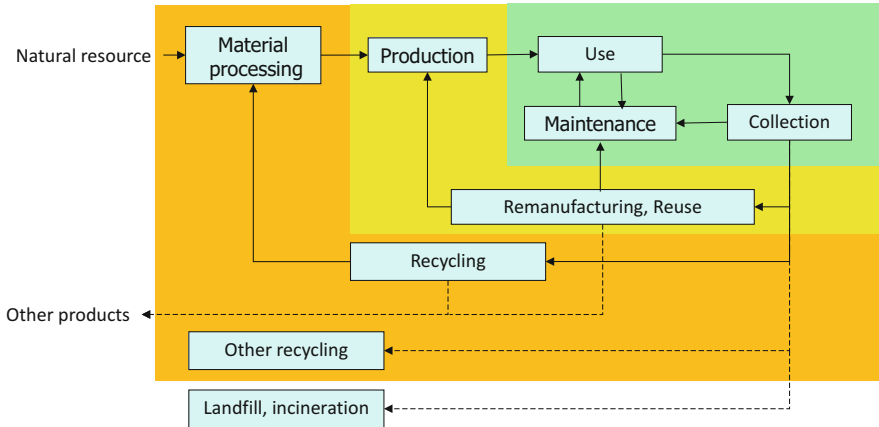 Natural resource
Material
processing
Production
Use
Maintenance
Collection
Remanufacturing, Reuse
Recycling
Other products
Other recycling
Landfill, incineration